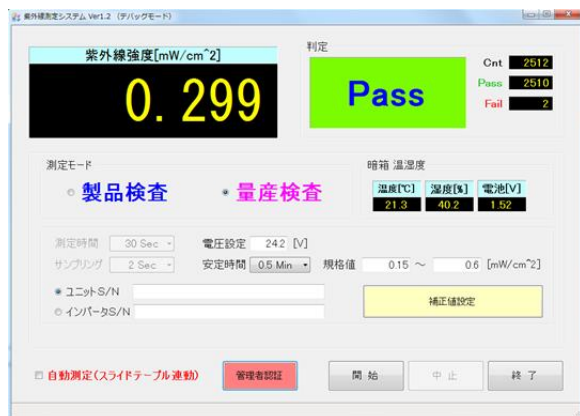 紫外線測定システム Ver1.2 (デバッグモード)
紫外線強度[mW/cm^2]
0.299
判定
Pass
Cnt 2512
Pass 2510
Fail 2
測定モード
製品検査
量産検査
暗箱 温湿度
温度[℃] 湿度[%] 電池[V]
21.3 40.2 1.52
測定時間 30 Sec 電圧設定 24.2 [V]
サンプリング 2 Sec 安定時間 0.5 Min 規格値 0.15 ～ 0.6 [mW/cm^2]
ユニットS/N
インバータS/N
補正値設定
自動測定(スライドテーブル連動)
管理者認証
開 始
中 止
終 了